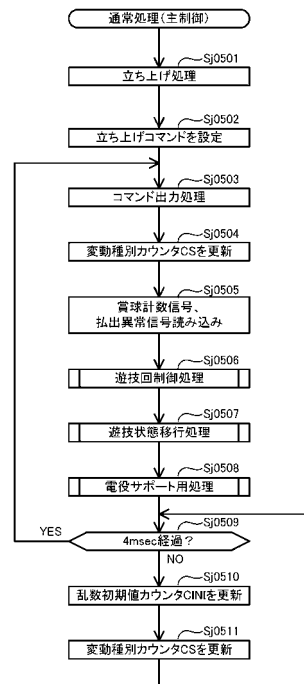 通常処理(主制御)
Sj0501
立ち上げ処理
Sj0502
立ち上げコマンドを設定
Sj0503
コマンド出力処理
Sj0504
変動種別カウンタCSを更新
Sj0505
賞球計数信号、
払出異常信号読み込み
Sj0506
遊技回制御処理
Sj0507
遊技状態移行処理
Sj0508
電役サポート用処理
Sj0509
YES
4msec経過?
NO
Sj0510
乱数初期値カウンタCINIを更新
Sj0511
変動種別カウンタCSを更新